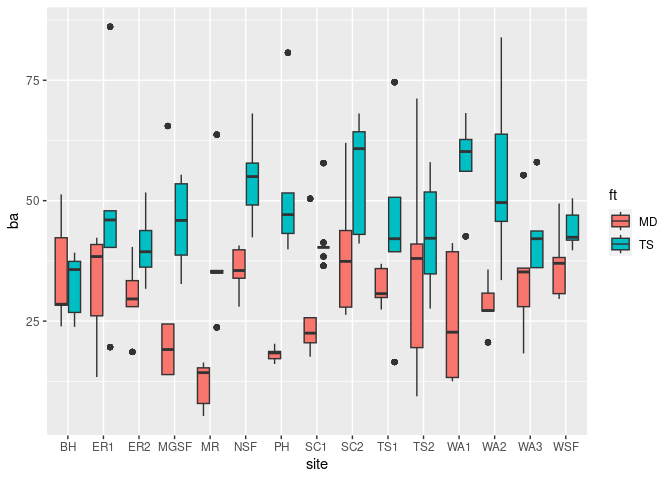 75
50
25
ba
BH ER1 ER2 MGSF MR NSF PH SC1 SC2 TS1 TS2 WA1 WA2 WA3 WSF
site
ft
MD
TS